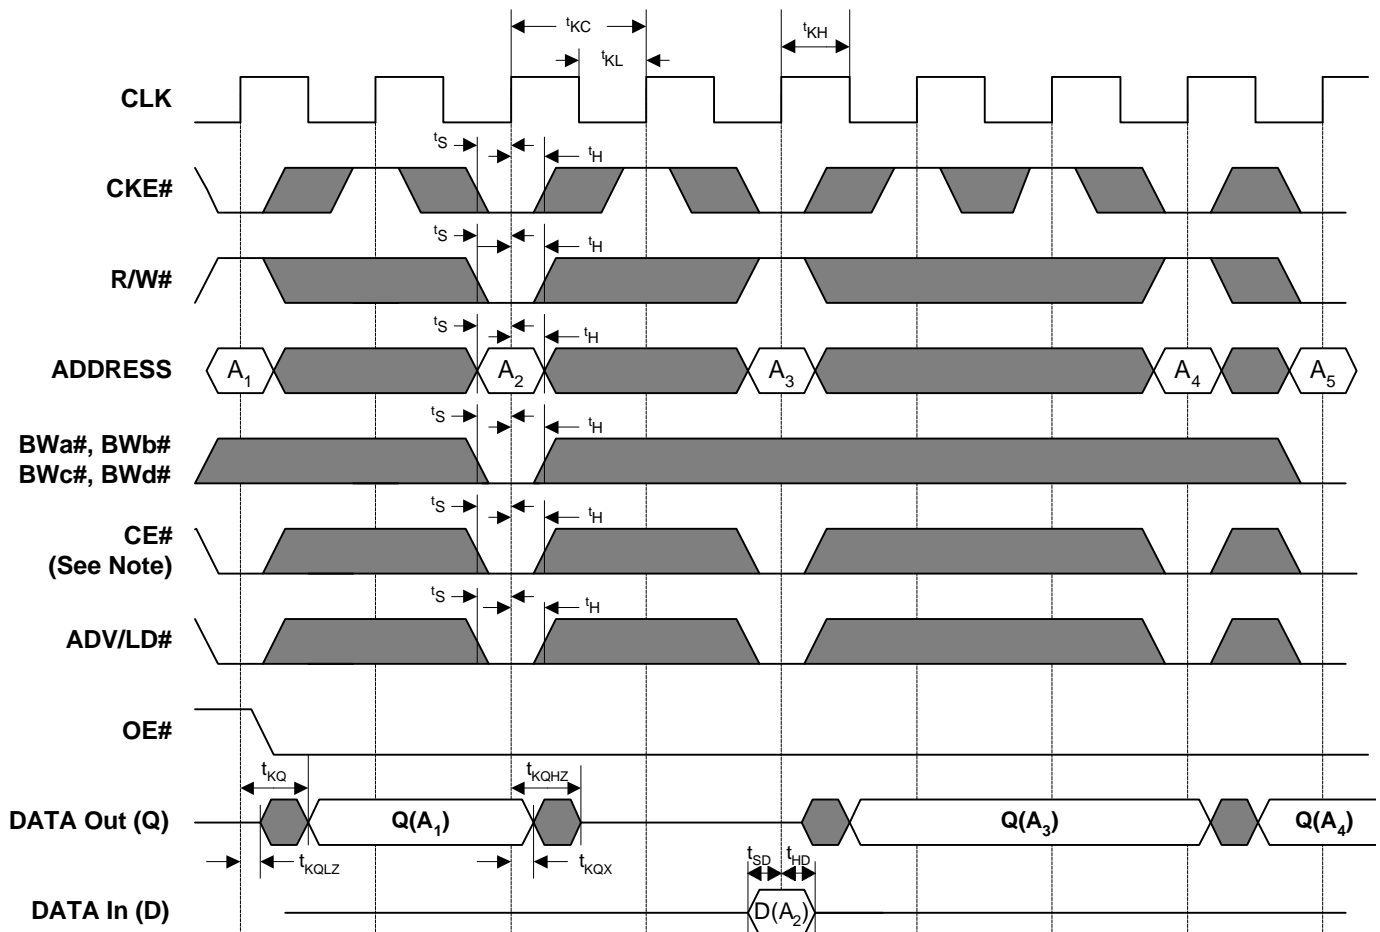 tKC
tKH
tKL
CLK
tS
tH
CKE#
tS
tH
R/W#
tS
tH
ADDRESS
A1
A2
A3
A4
A5
tS
tH
BWa#, BWb#
BWc#, BWd#
tS
tH
CE#
(See Note)
tS
tH
ADV/LD#
OE#
tKQ
tKQHZ
DATA Out (Q)
Q(A1)
Q(A3)
Q(A4)
tKQLZ
tKQX
tSD
tHD
DATA In (D)
D(A2)